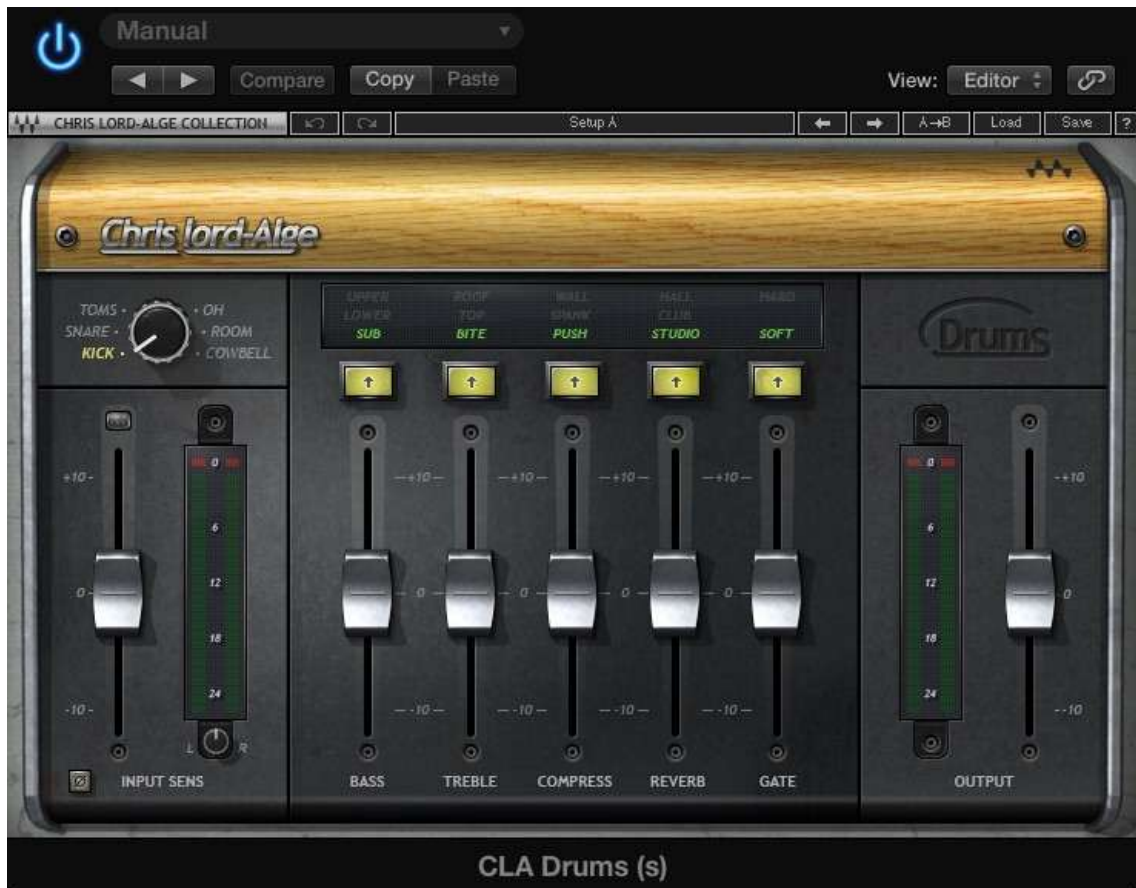 Manual
Compare Copy Paste View: Editor
CHRIS LORD-ALGE COLLECTION Setup A A→B Load Save ?
Chris lord-Alge
TOMS OH
SNARE ROOM
KICK COWBELL
UPPER ROOF WALL HALL HARD
LOWER TOP SPANK CLUB
SUB BITE PUSH STUDIO SOFT
Drums
0 0
+10 +10 +10 +10 +10 +10
6 6
12 12
0 0 0 0 0 0
18 18
24 24
-10 -10 -10 -10 -10 -10
L R
Ø INPUT SENS BASS TREBLE COMPRESS REVERB GATE OUTPUT
CLA Drums (s)